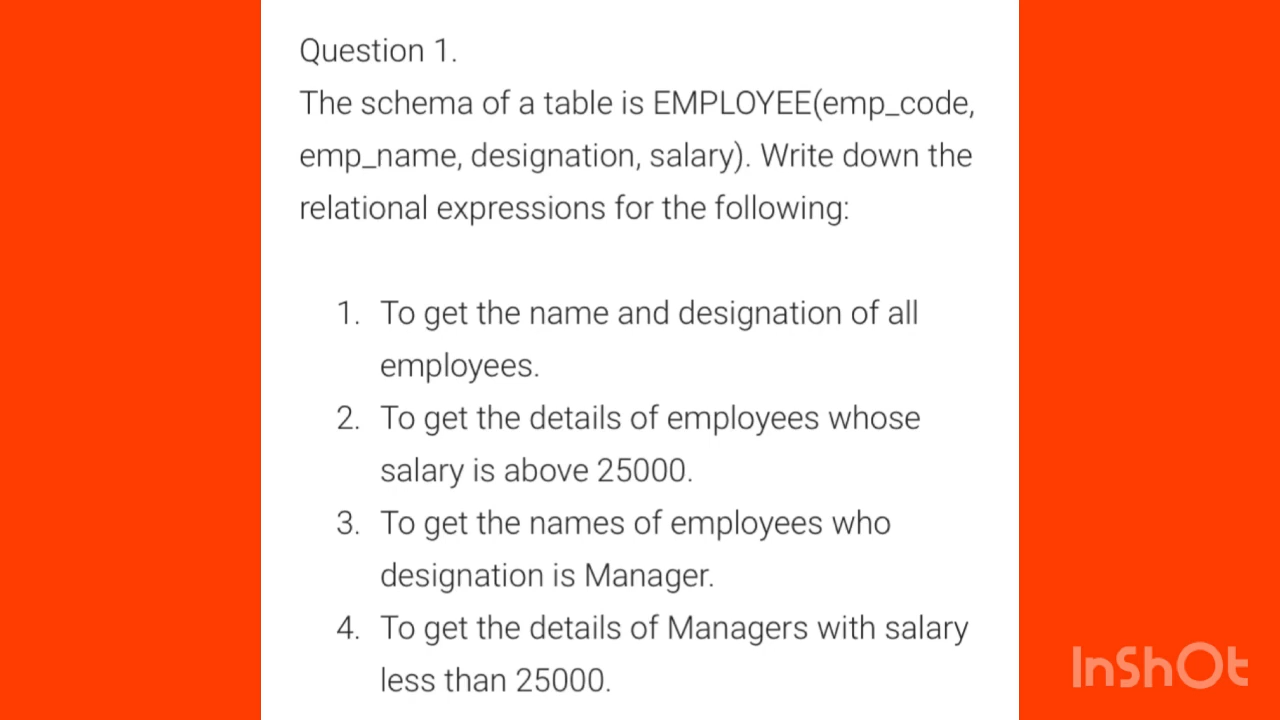 Question 1.
The schema of a table is EMPLOYEE(emp_code,
emp_name, designation, salary). Write down the
relational expressions for the following:
1. To get the name and designation of all
employees.
2. To get the details of employees whose
salary is above 25000.
3. To get the names of employees who
designation is Manager.
4. To get the details of Managers with salary
less than 25000.
InShOt